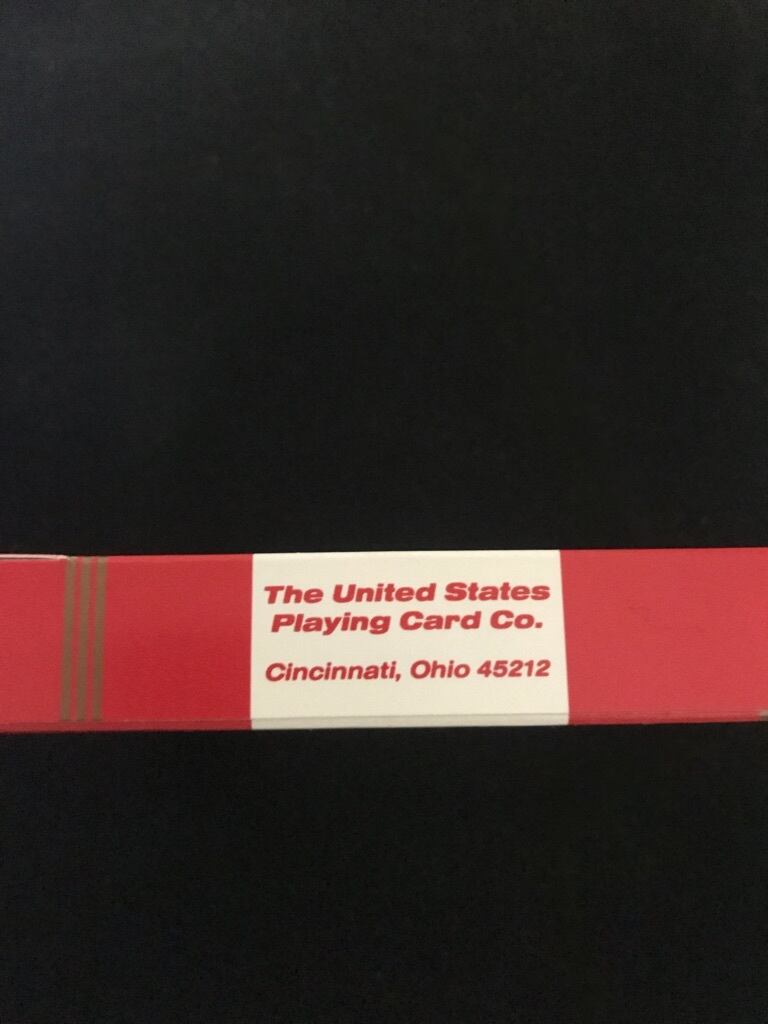 The United States
Playing Card Co.
Cincinnati, Ohio 45212